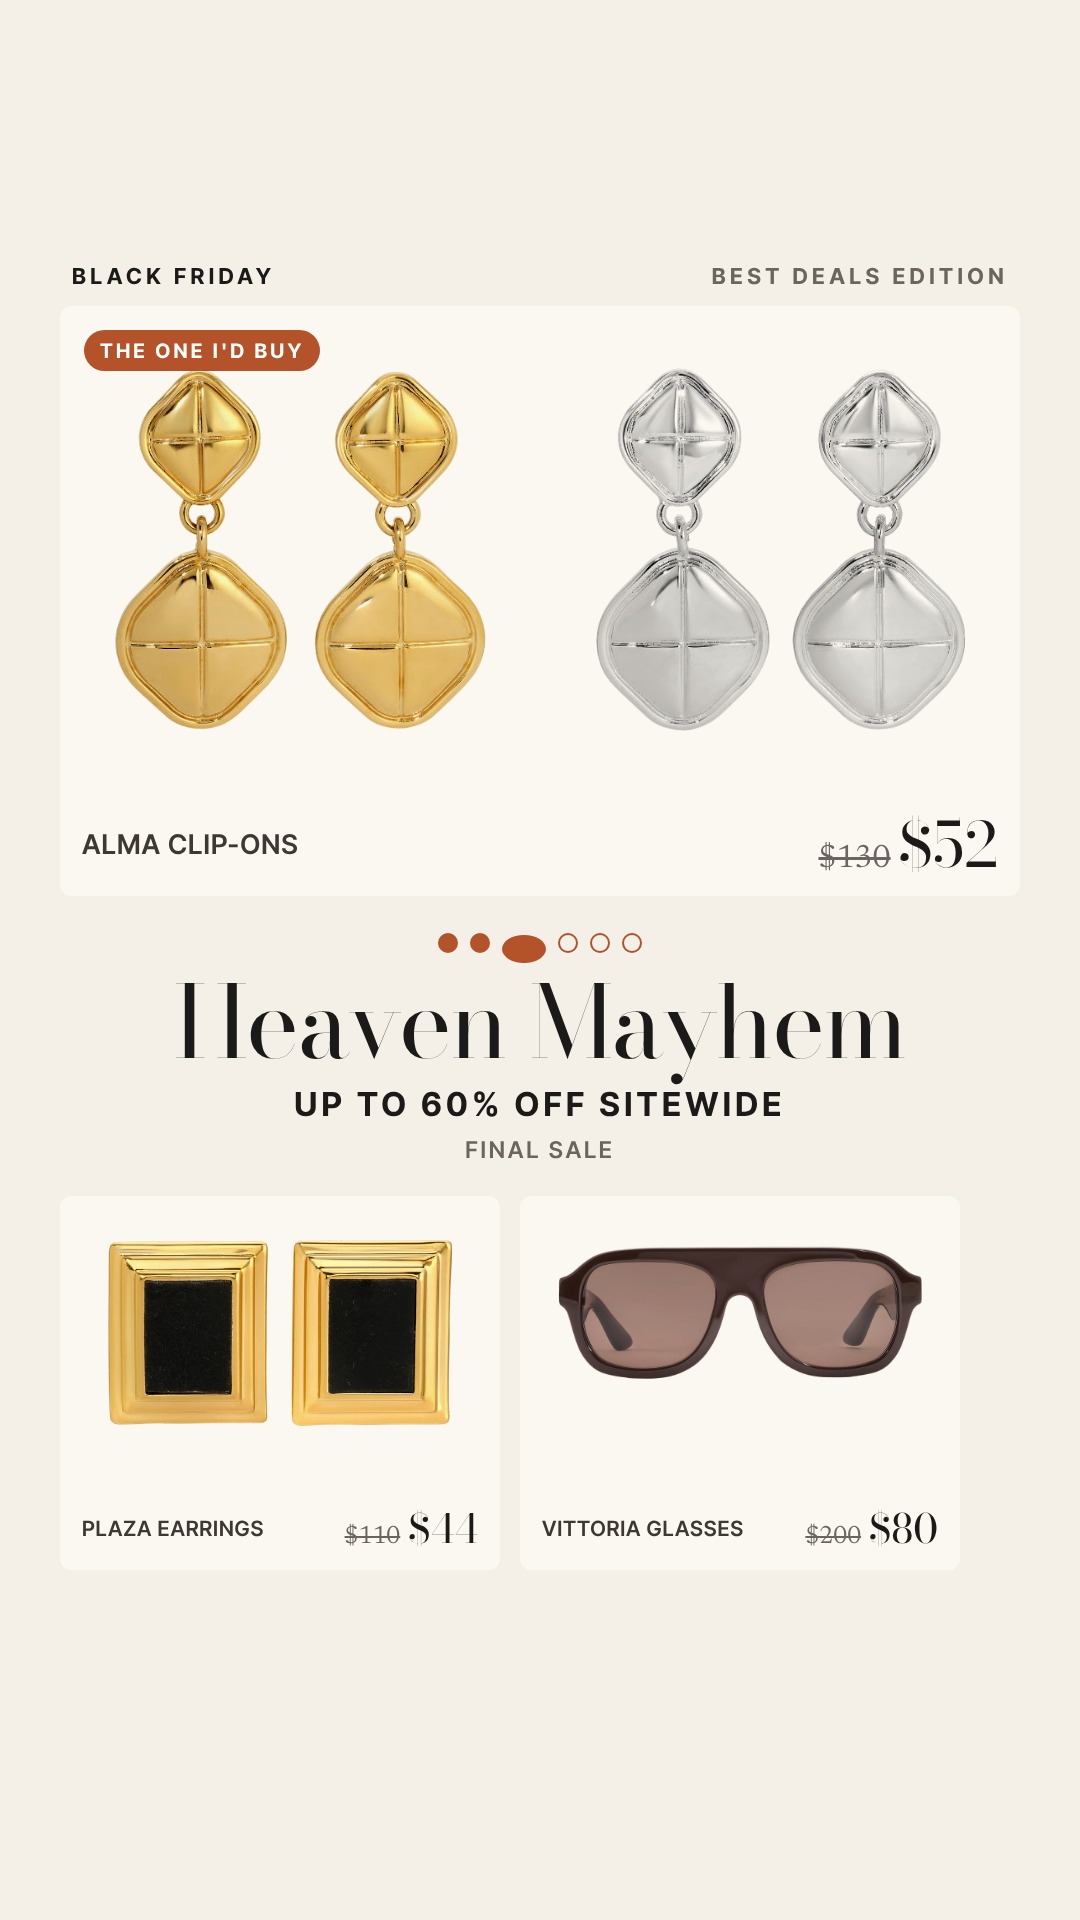 BLACK FRIDAY
BEST DEALS EDITION
THE ONE I'D BUY
ALMA CLIP-ONS
$130 $52
Heaven Mayhem
UP TO 60% OFF SITEWIDE
FINAL SALE
PLAZA EARRINGS
$110 $44
VITTORIA GLASSES
$200 $80